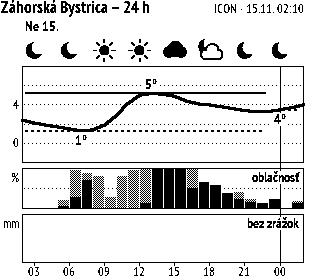 Záhorská Bystrica – 24 h
ICON - 15.11. 02:10
Ne 15.
5°
4
4°
1°
0
%
oblačnosť
mm
bez zrážok
03 06 09 12 15 18 21 00